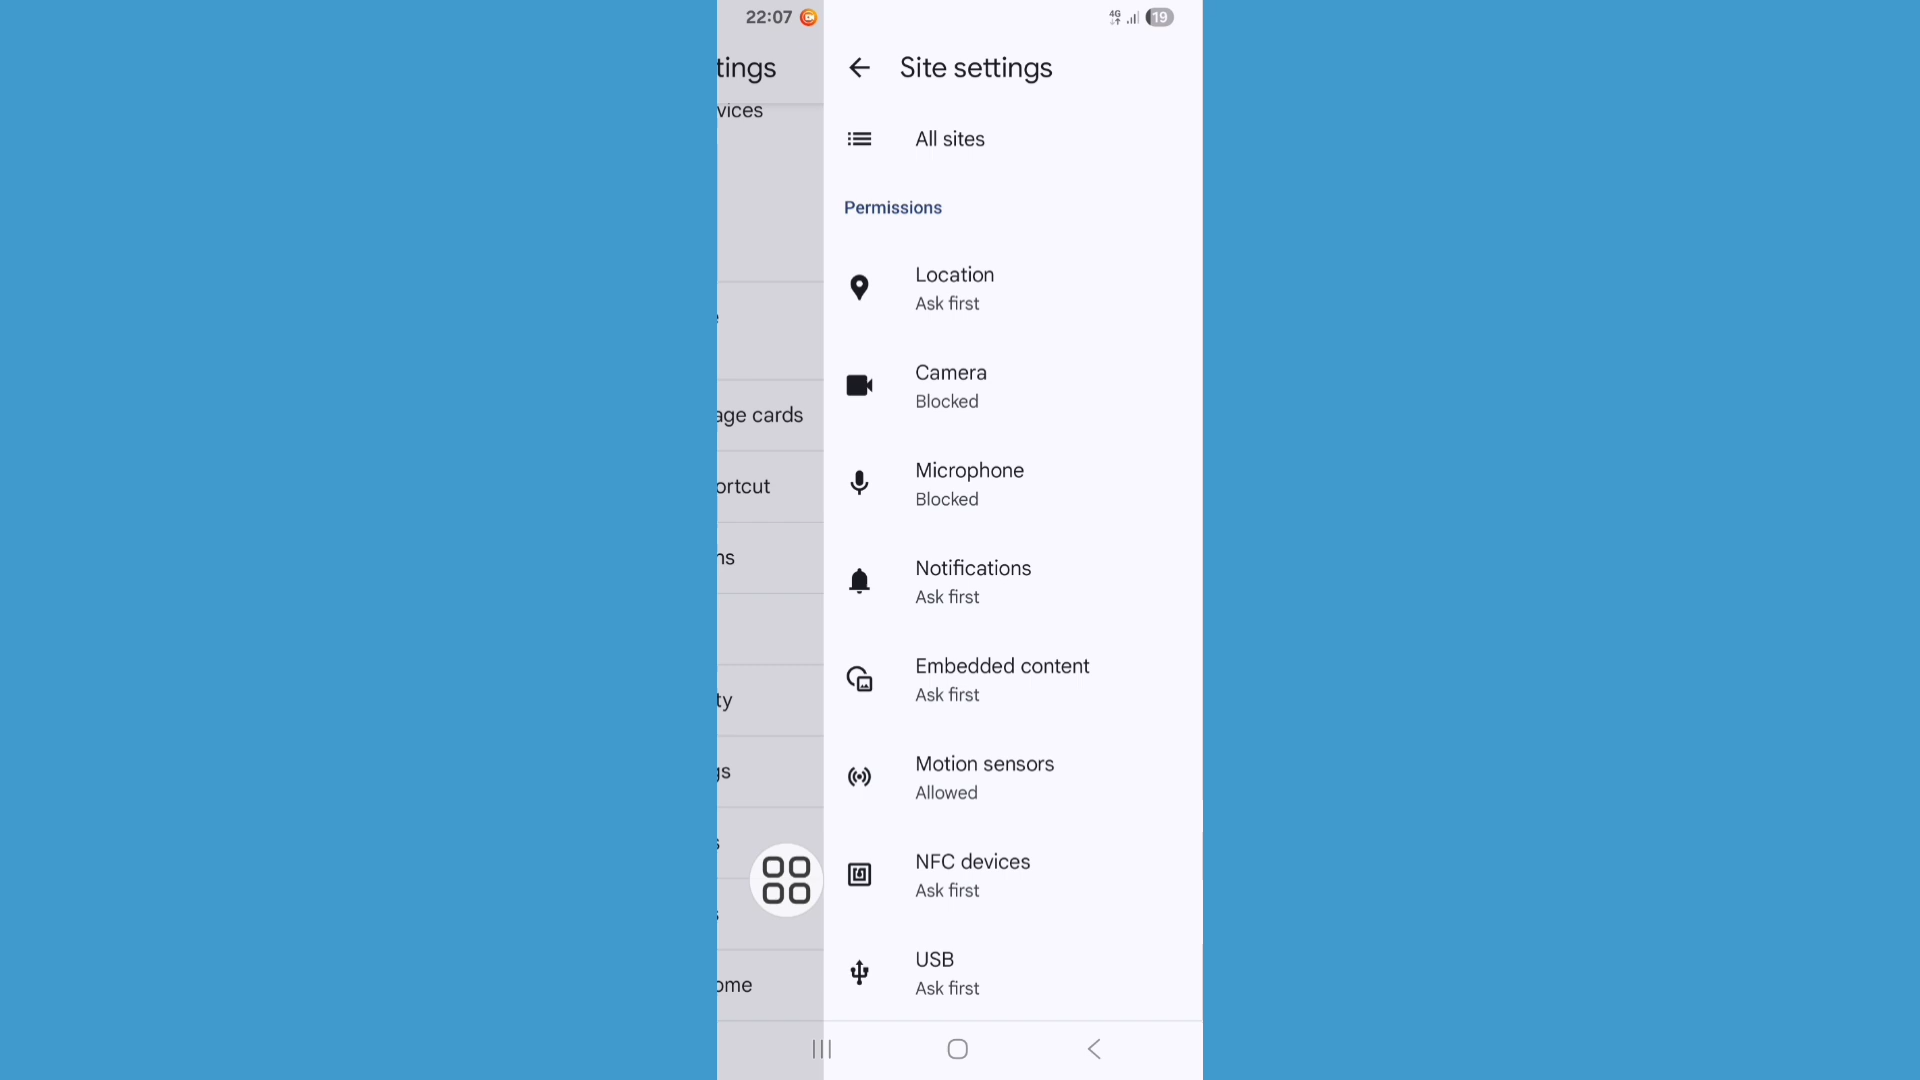 22:07
4G
19
tings
Site settings
vices
All sites
Permissions
Location
Ask first
e
Camera
Blocked
age cards
Microphone
Blocked
ortcut
ns
Notifications
Ask first
Embedded content
Ask first
ty
Motion sensors
Allowed
gs
s
NFC devices
Ask first
s
USB
Ask first
ome